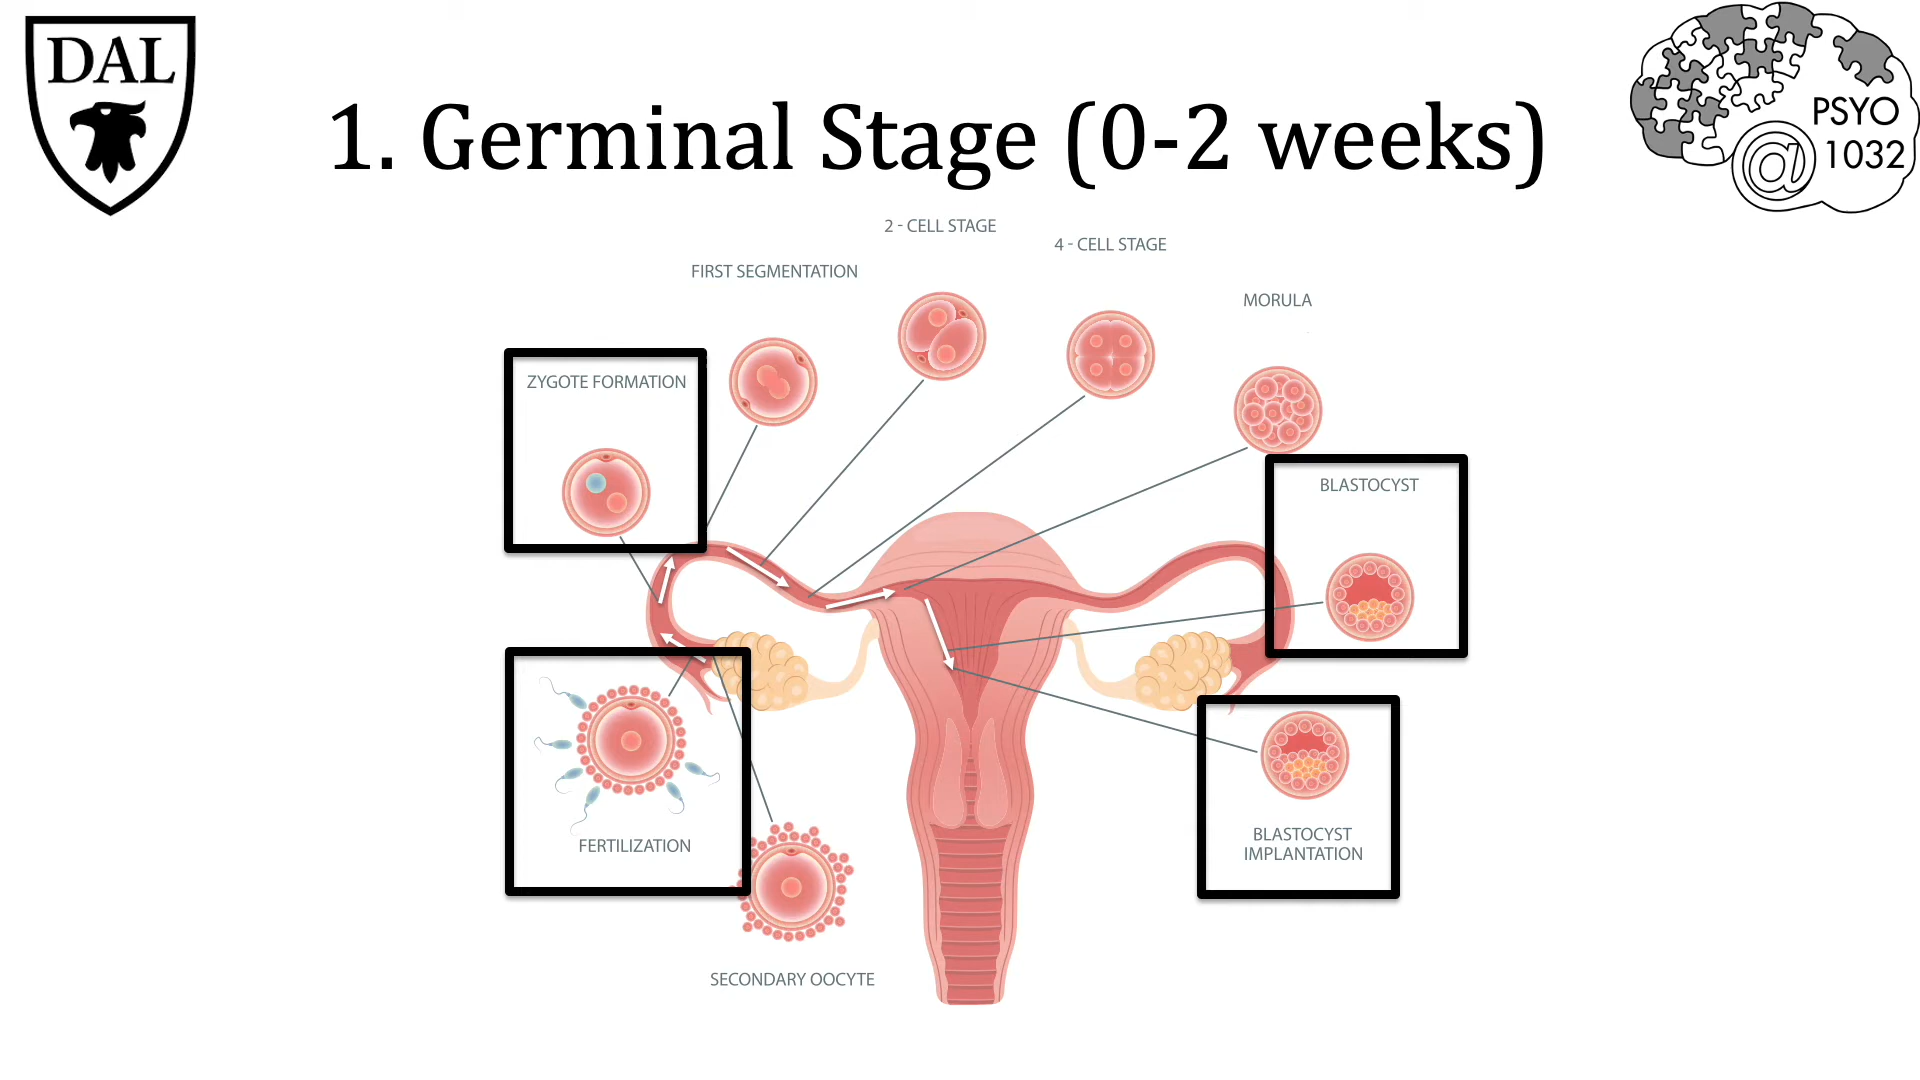 DAL
PSYO
@ 1032
1. Germinal Stage (0-2 weeks)
2 - CELL STAGE
4 - CELL STAGE
FIRST SEGMENTATION
MORULA
ZYGOTE FORMATION
BLASTOCYST
FERTILIZATION
BLASTOCYST
IMPLANTATION
SECONDARY OOCYTE